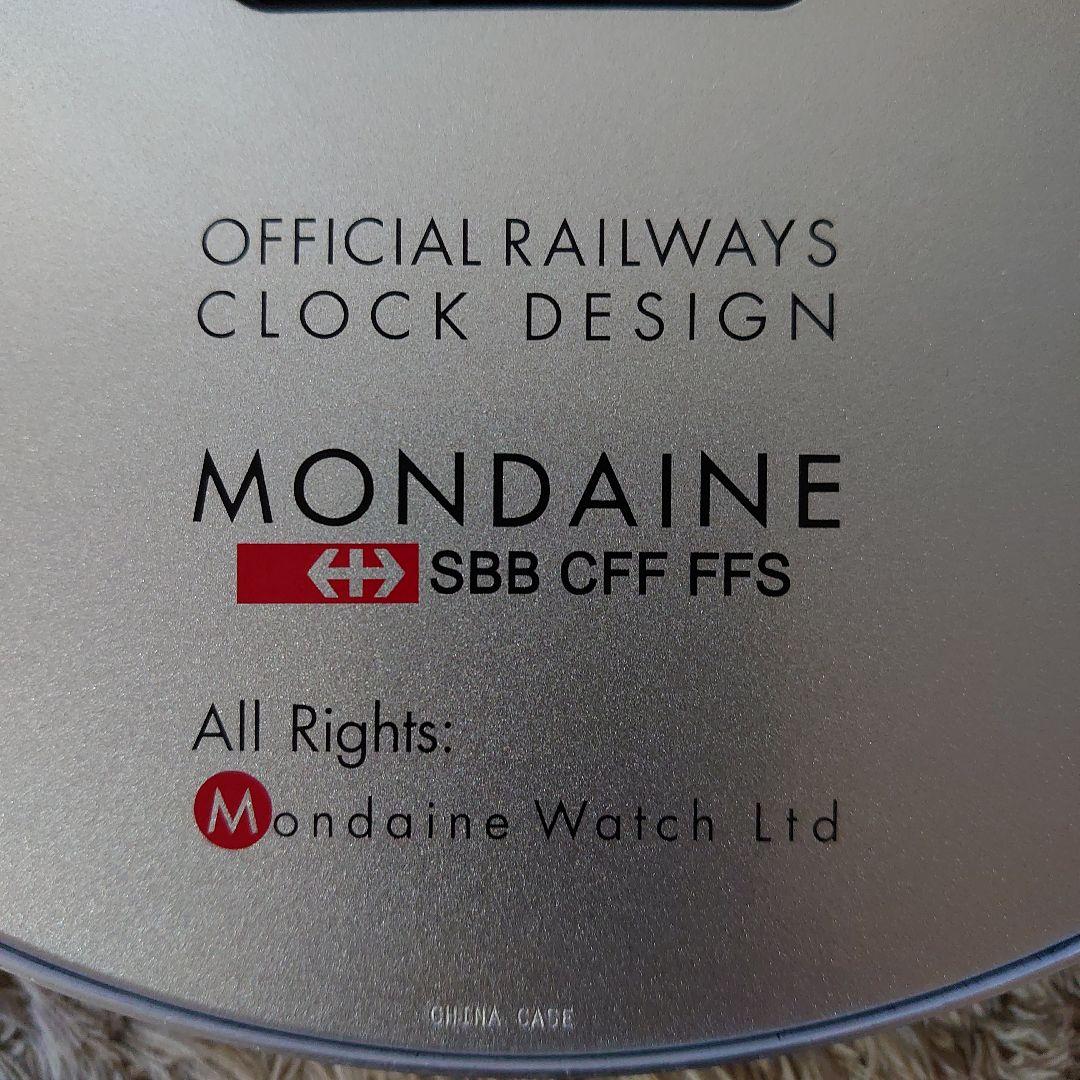 OFFICIAL RAILWAYS
CLOCK DESIGN
MONDAINE
SBB CFF FFS
All Rights:
Mondaine Watch Ltd
CHINA CASE